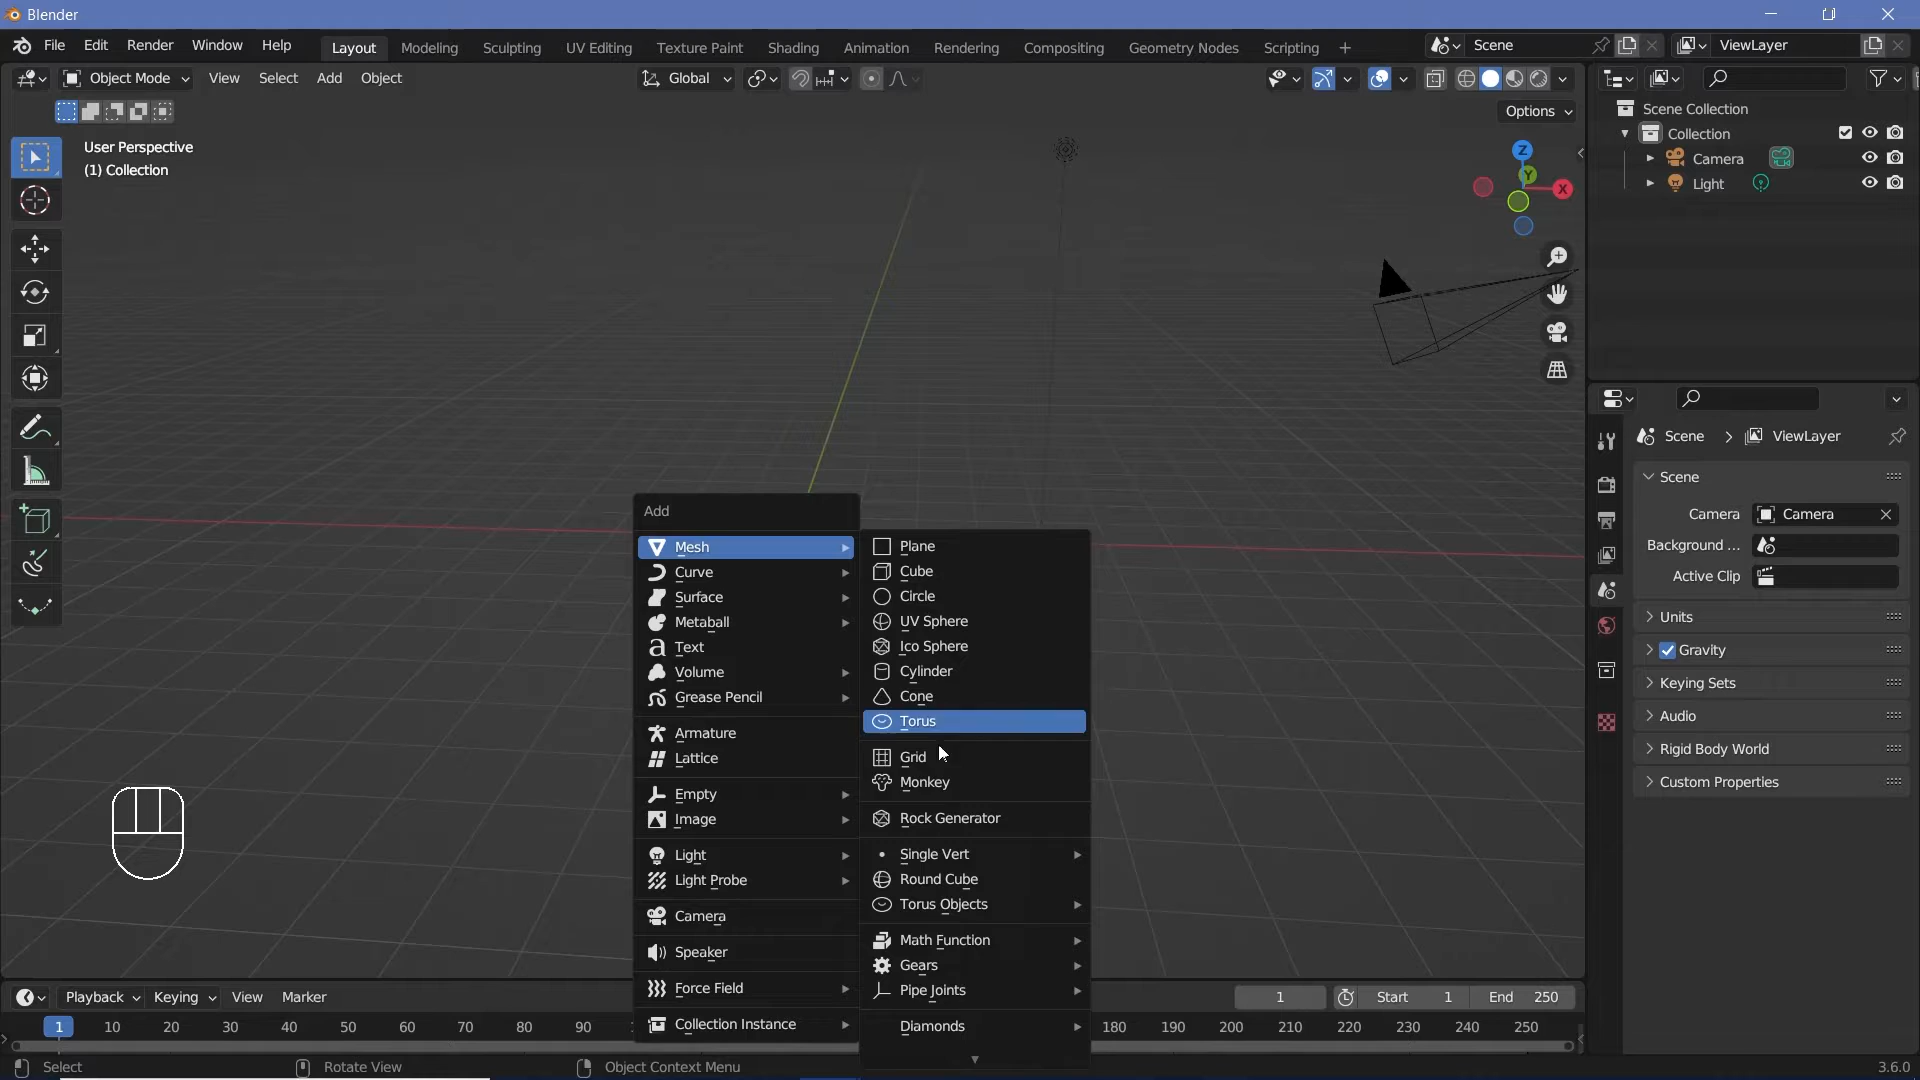 Blender
File Edit Render Window Help Layout Modeling Sculpting UV Editing Texture Paint Shading Animation Rendering Compositing Geometry Nodes Scripting + Scene ViewLayer
Object Mode View Select Add Object Global
Options
User Perspective
(1) Collection
Z
Y
X
Scene Collection
Collection
Camera
Light
Scene > ViewLayer
Scene
Camera Camera
Background ...
Active Clip
Units
Gravity
Keying Sets
Audio
Rigid Body World
Custom Properties
Add
Mesh
Curve
Surface
Metaball
Text
Volume
Grease Pencil
Armature
Lattice
Empty
Image
Light
Light Probe
Camera
Speaker
Force Field
Collection Instance
Plane
Cube
Circle
UV Sphere
Ico Sphere
Cylinder
Cone
Torus
Grid
Monkey
Rock Generator
Single Vert
Round Cube
Torus Objects
Math Function
Gears
Pipe Joints
Diamonds
Playback Keying View Marker 1 Start 1 End 250
1 10 20 30 40 50 60 70 80 90 180 190 200 210 220 230 240 250
Select Rotate View Object Context Menu 3.6.0